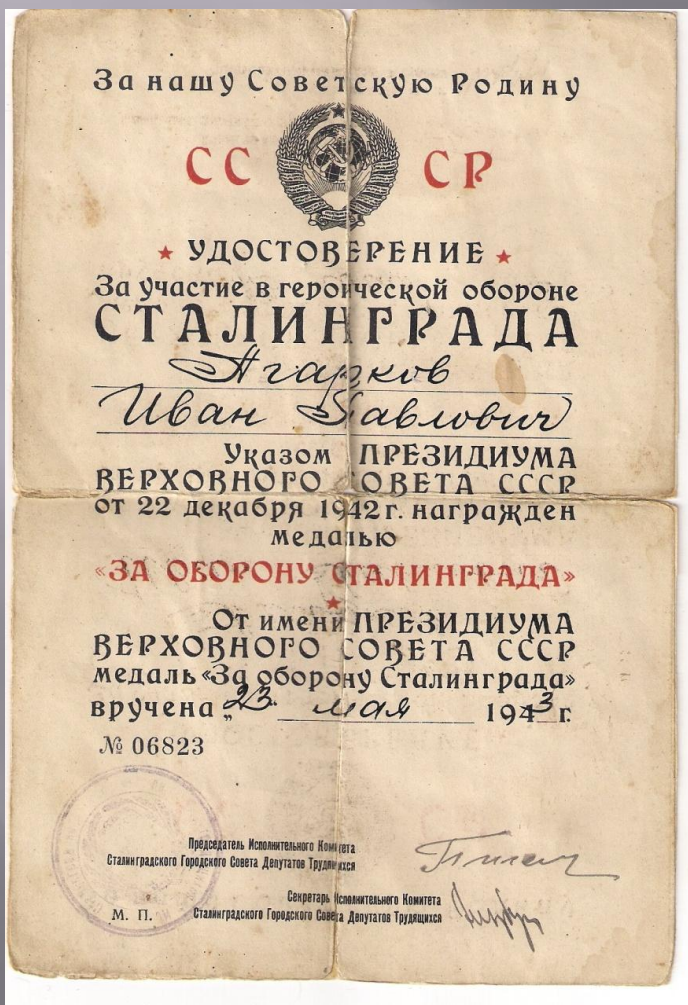 За нашу Советскую Родину
СССР
УДОСТОВЕРЕНИЕ
За участие в героической обороне
СТАЛИНГРАДА
Агарков
Иван Павлович
Указом ПРЕЗИДИУМА
ВЕРХОВНОГО СОВЕТА СССР
от 22 декабря 1942 г. награжден
медалью
«ЗА ОБОРОНУ СТАЛИНГРАДА»
От имени ПРЕЗИДИУМА
ВЕРХОВНОГО СОВЕТА СССР
медаль «За оборону Сталинграда»
вручена „23. мая 1943 г.
№ 06823
Председатель Исполнительного Комитета
Сталинградского Городского Совета Депутатов Трудящихся
Секретарь Исполнительного Комитета
М. П. Сталинградского Городского Совета Депутатов Трудящихся